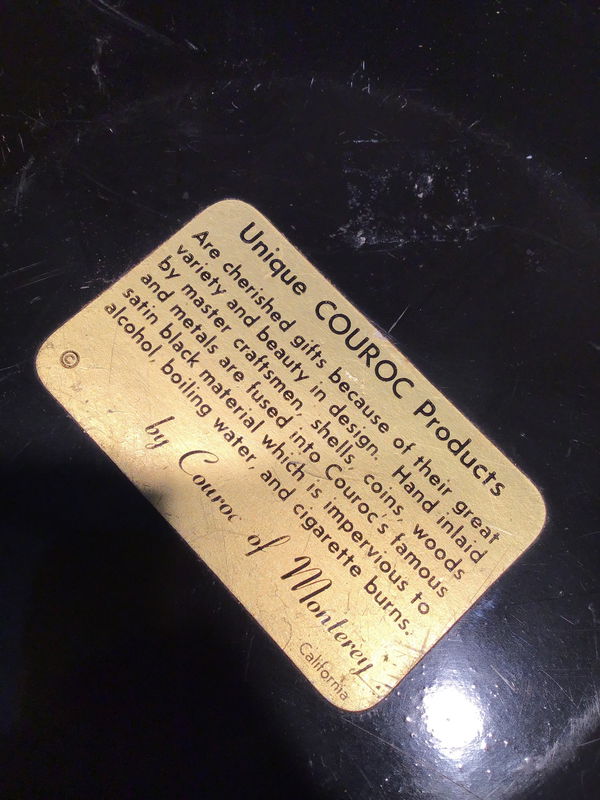 Unique COUROC Products
Are cherished gifts because of their great
variety and beauty in design. Hand inlaid
by master craftsmen, shells, coins, woods
and metals are fused into Couroc's famous
satin black material which is impervious to
alcohol, boiling water, and cigarette burns.
©
by Couroc of Monterey
California